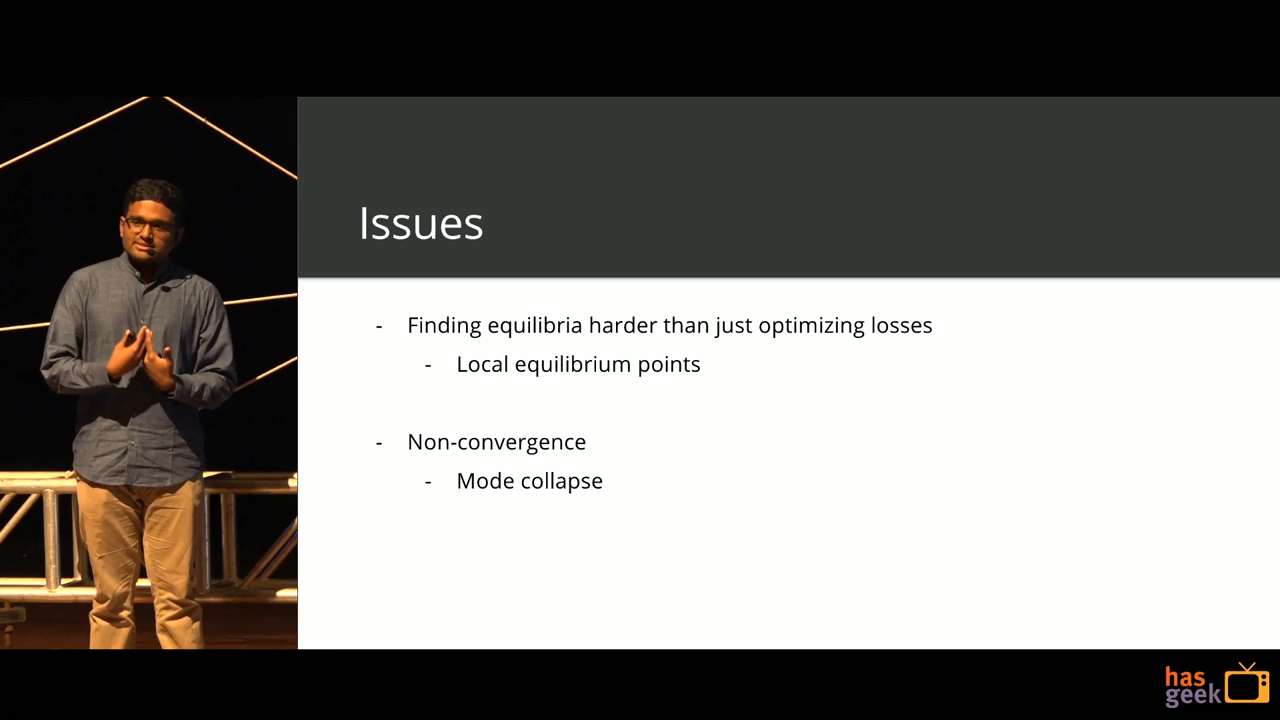 Issues
- Finding equilibria harder than just optimizing losses
- Local equilibrium points
- Non-convergence
- Mode collapse
has
geek